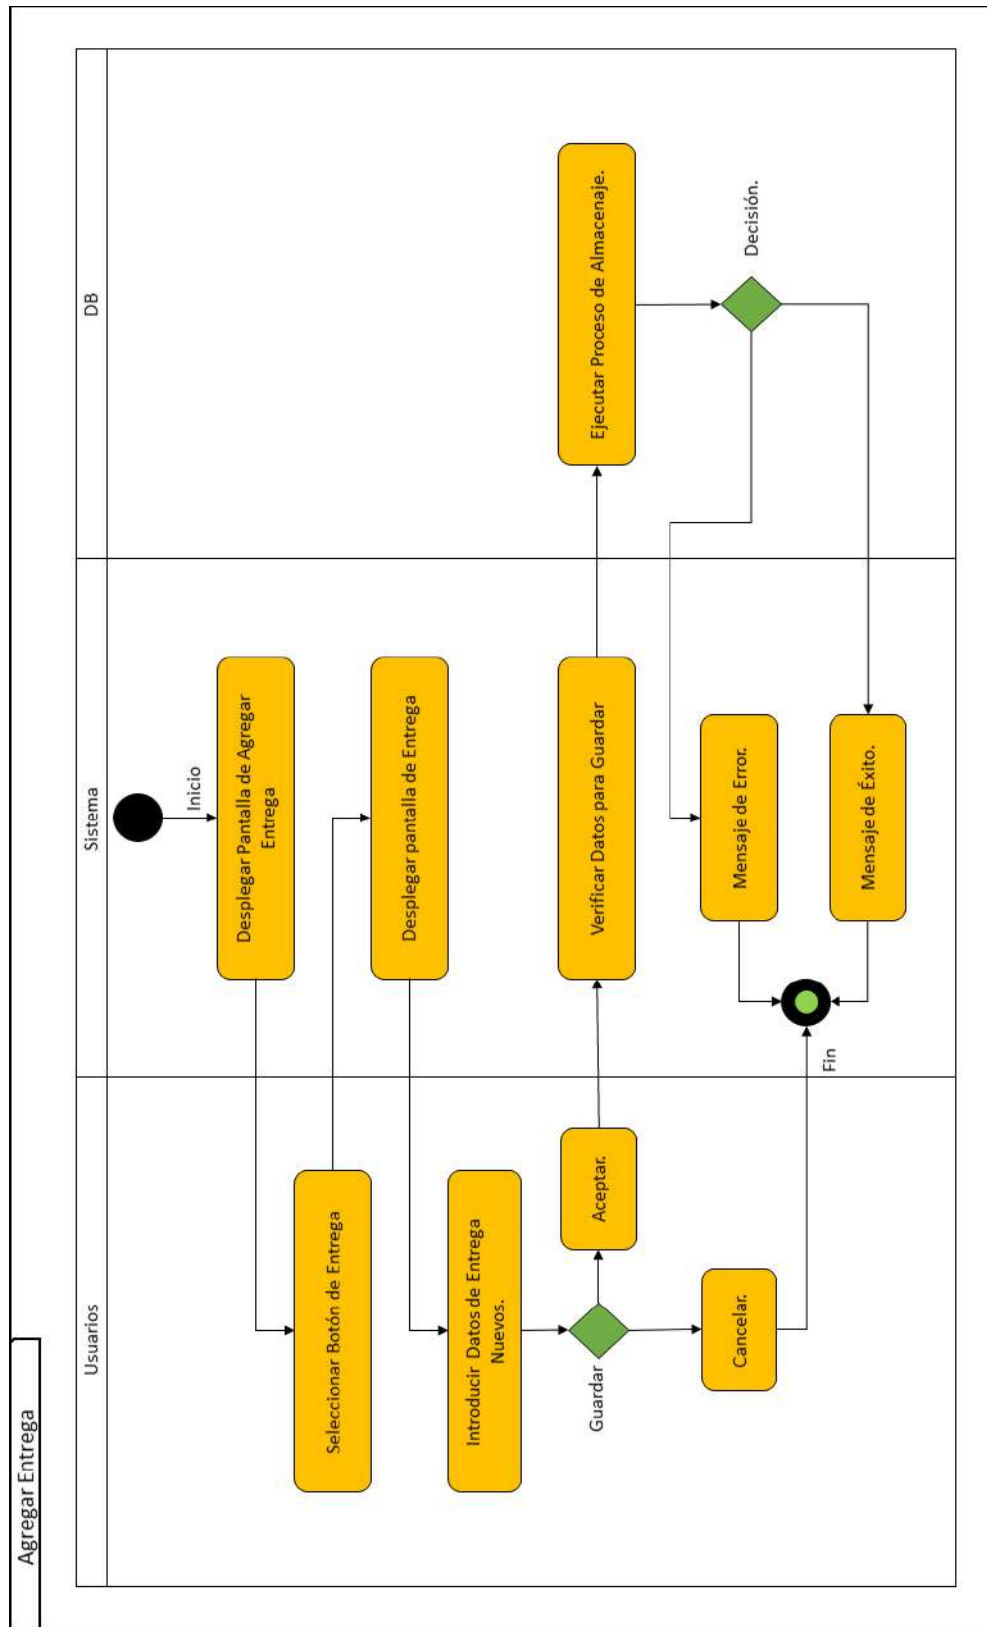 Agregar Entrega
Usuarios
Sistema
DB
Inicio
Desplegar Pantalla de Agregar
Entrega
Seleccionar Botón de Entrega
Desplegar pantalla de Entrega
Introducir Datos de Entrega
Nuevos.
Guardar
Aceptar.
Verificar Datos para Guardar
Ejecutar Proceso de Almacenaje.
Cancelar.
Mensaje de Error.
Decisión.
Fin
Mensaje de Éxito.